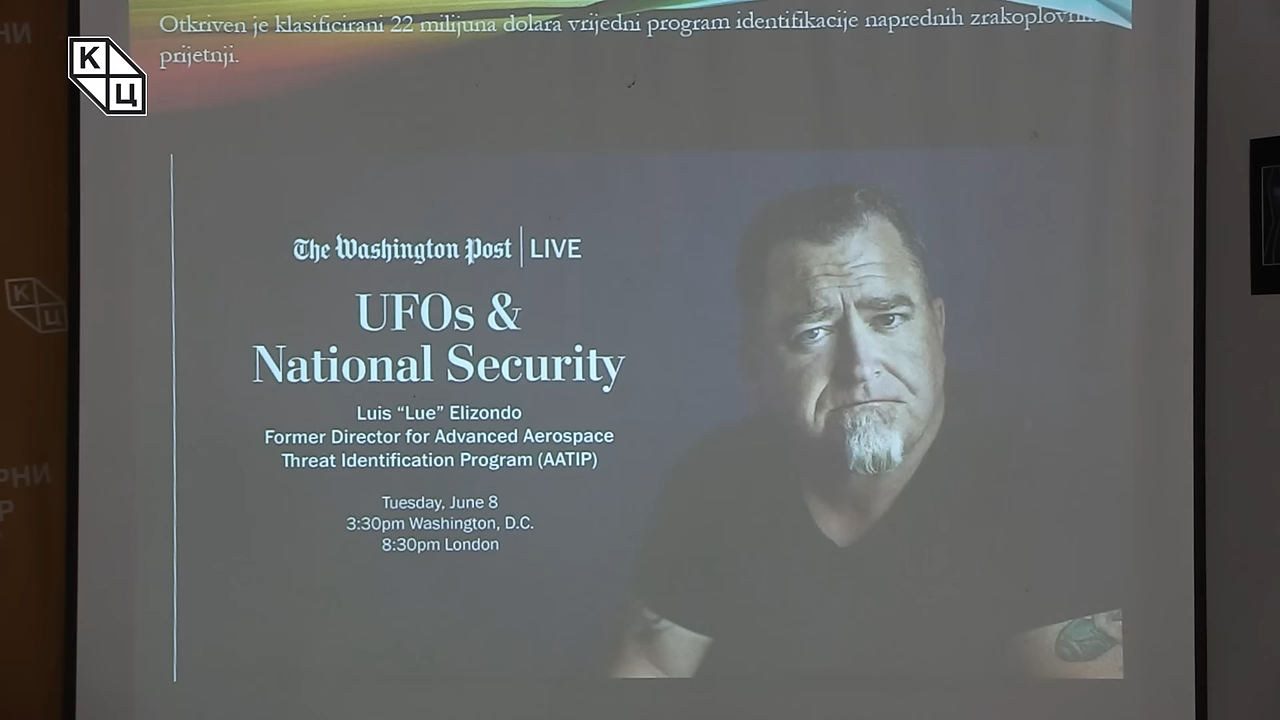 Otkriven je klasificirani 22 milijuna dolara vrijedni program identifikacije naprednih zrakoplovnih
prijetnji.
К
Ц
The Washington Post | LIVE
UFOs &
National Security
Luis “Lue” Elizondo
Former Director for Advanced Aerospace
Threat Identification Program (AATIP)
Tuesday, June 8
3:30pm Washington, D.C.
8:30pm London
К
Ц